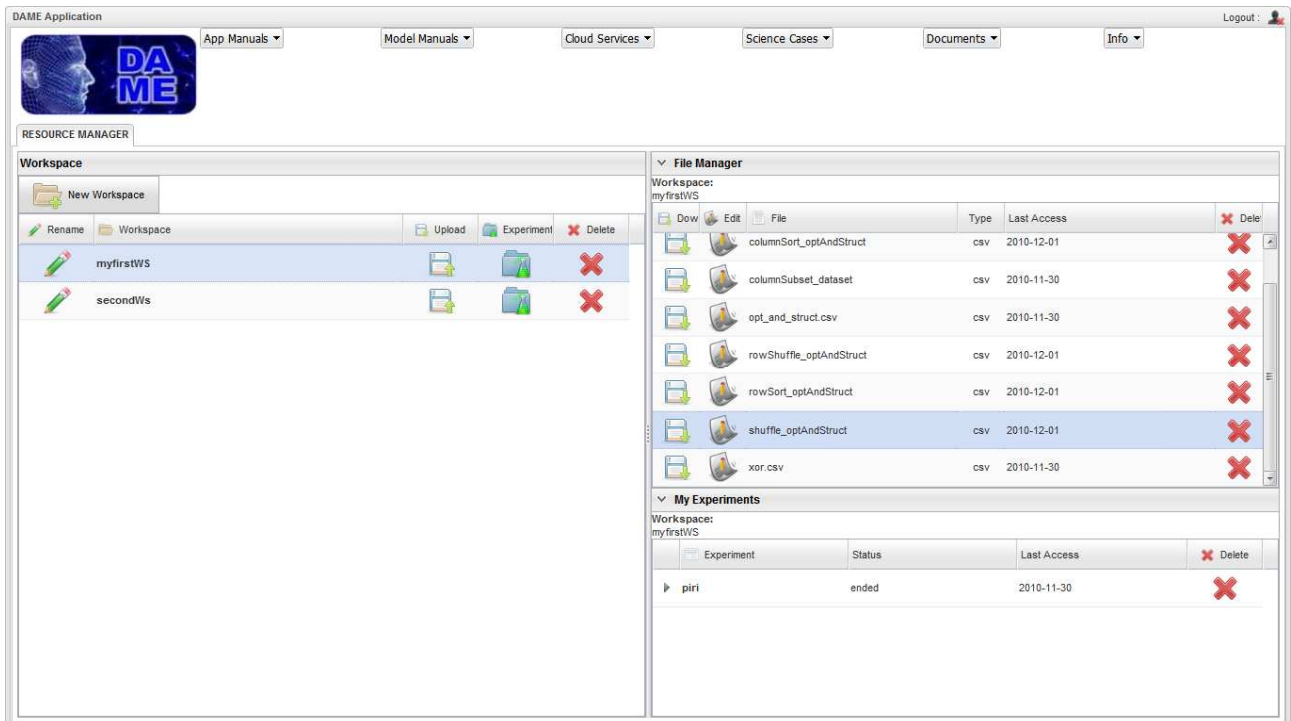 DAME Application
Logout :
App Manuals
Model Manuals
Cloud Services
Science Cases
Documents
Info
DA
ME
RESOURCE MANAGER
Workspace
New Workspace
Rename Workspace Upload Experiment Delete
myfirstWS
secondWs
File Manager
Workspace:
myfirstWS
Dow Edit File Type Last Access Dele
columnSort_optAndStruct csv 2010-12-01
columnSubset_dataset csv 2010-11-30
opt_and_struct.csv csv 2010-11-30
rowShuffle_optAndStruct csv 2010-12-01
rowSort_optAndStruct csv 2010-12-01
shuffle_optAndStruct csv 2010-12-01
xor.csv csv 2010-11-30
My Experiments
Workspace:
myfirstWS
Experiment Status Last Access Delete
piri ended 2010-11-30